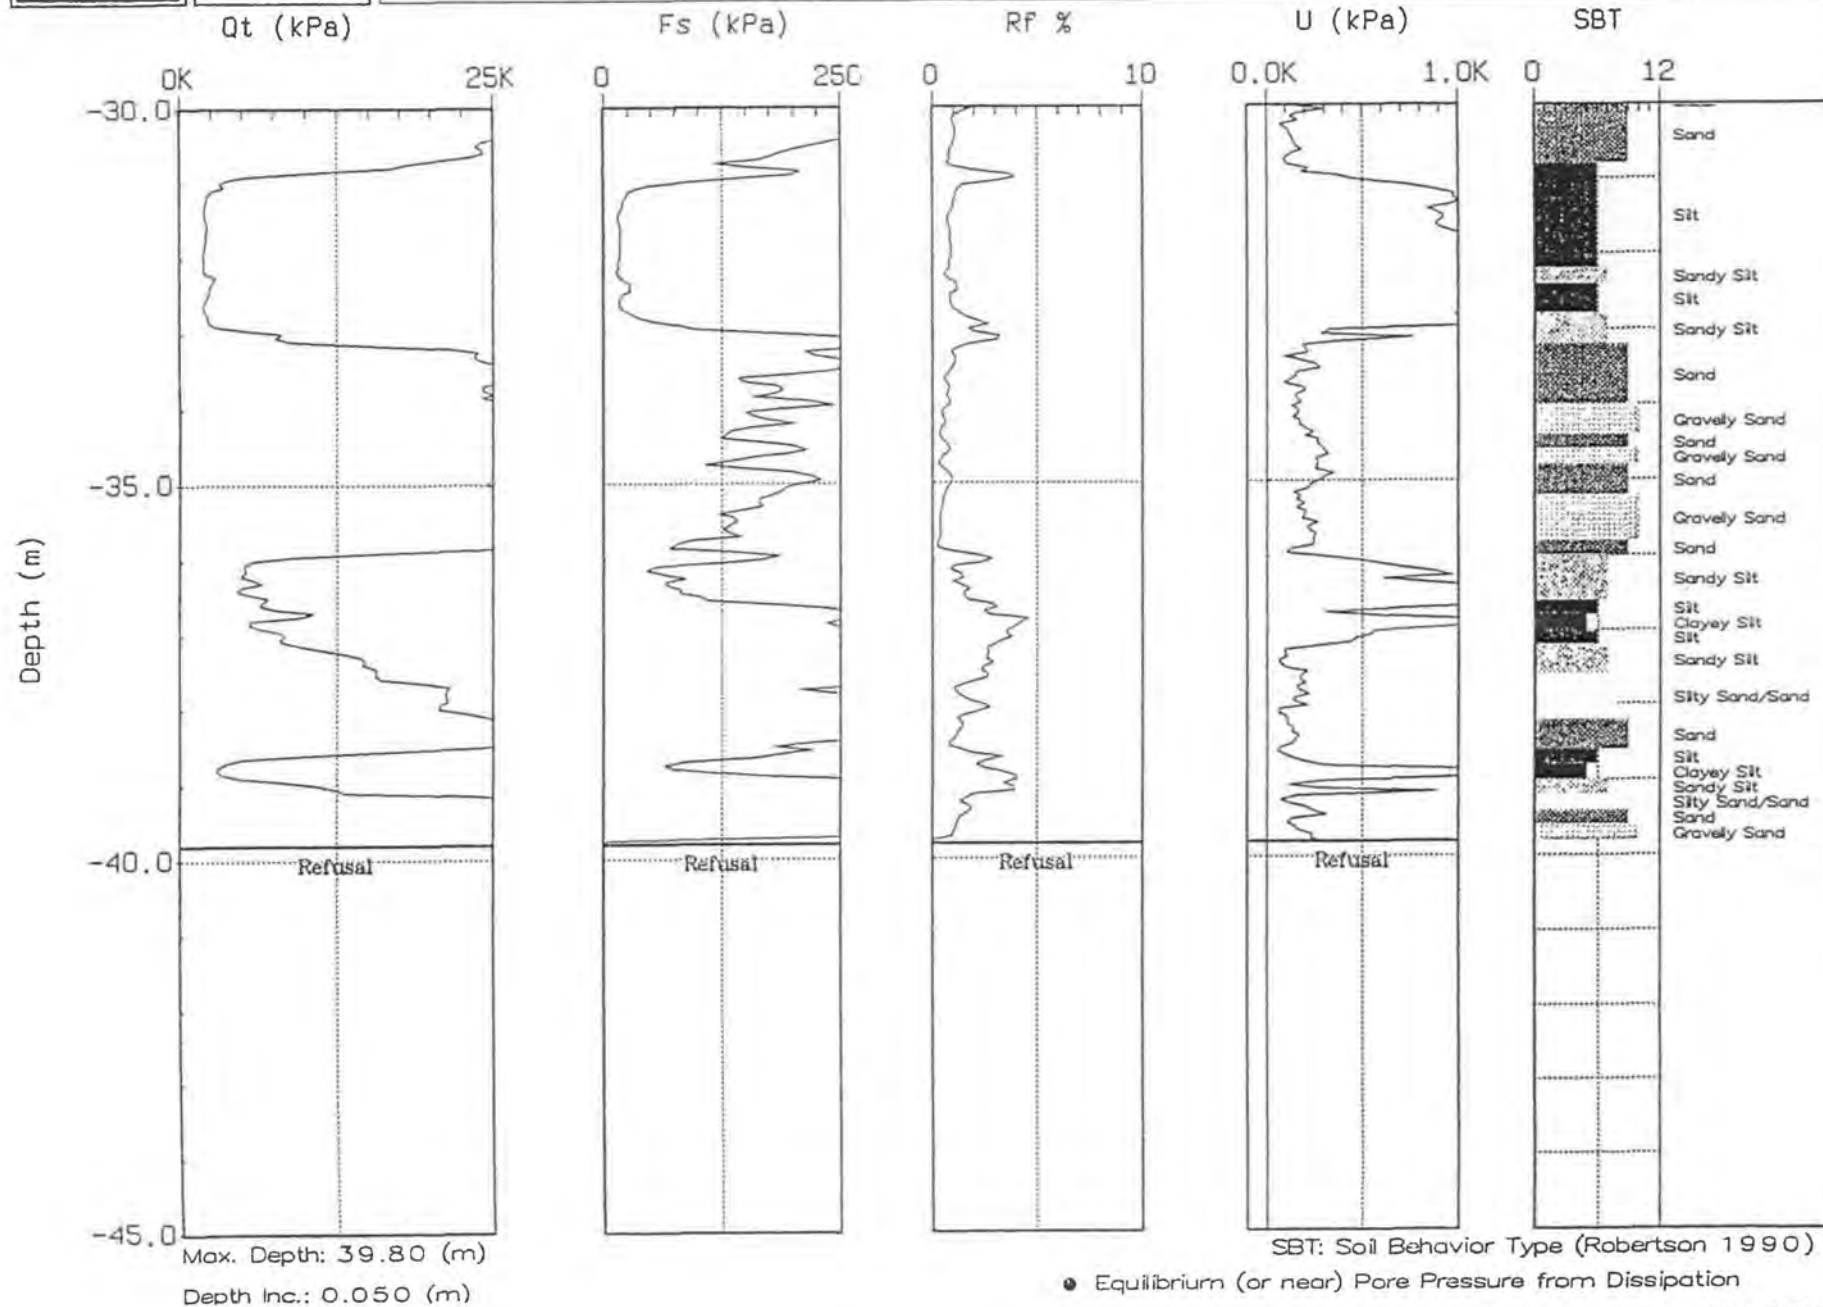 Qt (kPa) Fs (kPa) Rf % U (kPa) SBT
0K 25K 0 250 0 10 0.0K 1.0K 0 12
-30.0
-35.0
-40.0
-45.0
Depth (m)
Sand
Silt
Sandy Silt
Silt
Sandy Silt
Sand
Gravelly Sand
Sand
Gravelly Sand
Sand
Gravelly Sand
Sand
Sandy Silt
Silt
Clayey Silt
Silt
Sandy Silt
Silty Sand/Sand
Sand
Silt
Clayey Silt
Sandy Silt
Silty Sand/Sand
Sand
Gravelly Sand
Refusal Refusal Refusal Refusal
Max. Depth: 39.80 (m)
Depth Inc.: 0.050 (m)
SBT: Soil Behavior Type (Robertson 1990)
Equilibrium (or near) Pore Pressure from Dissipation